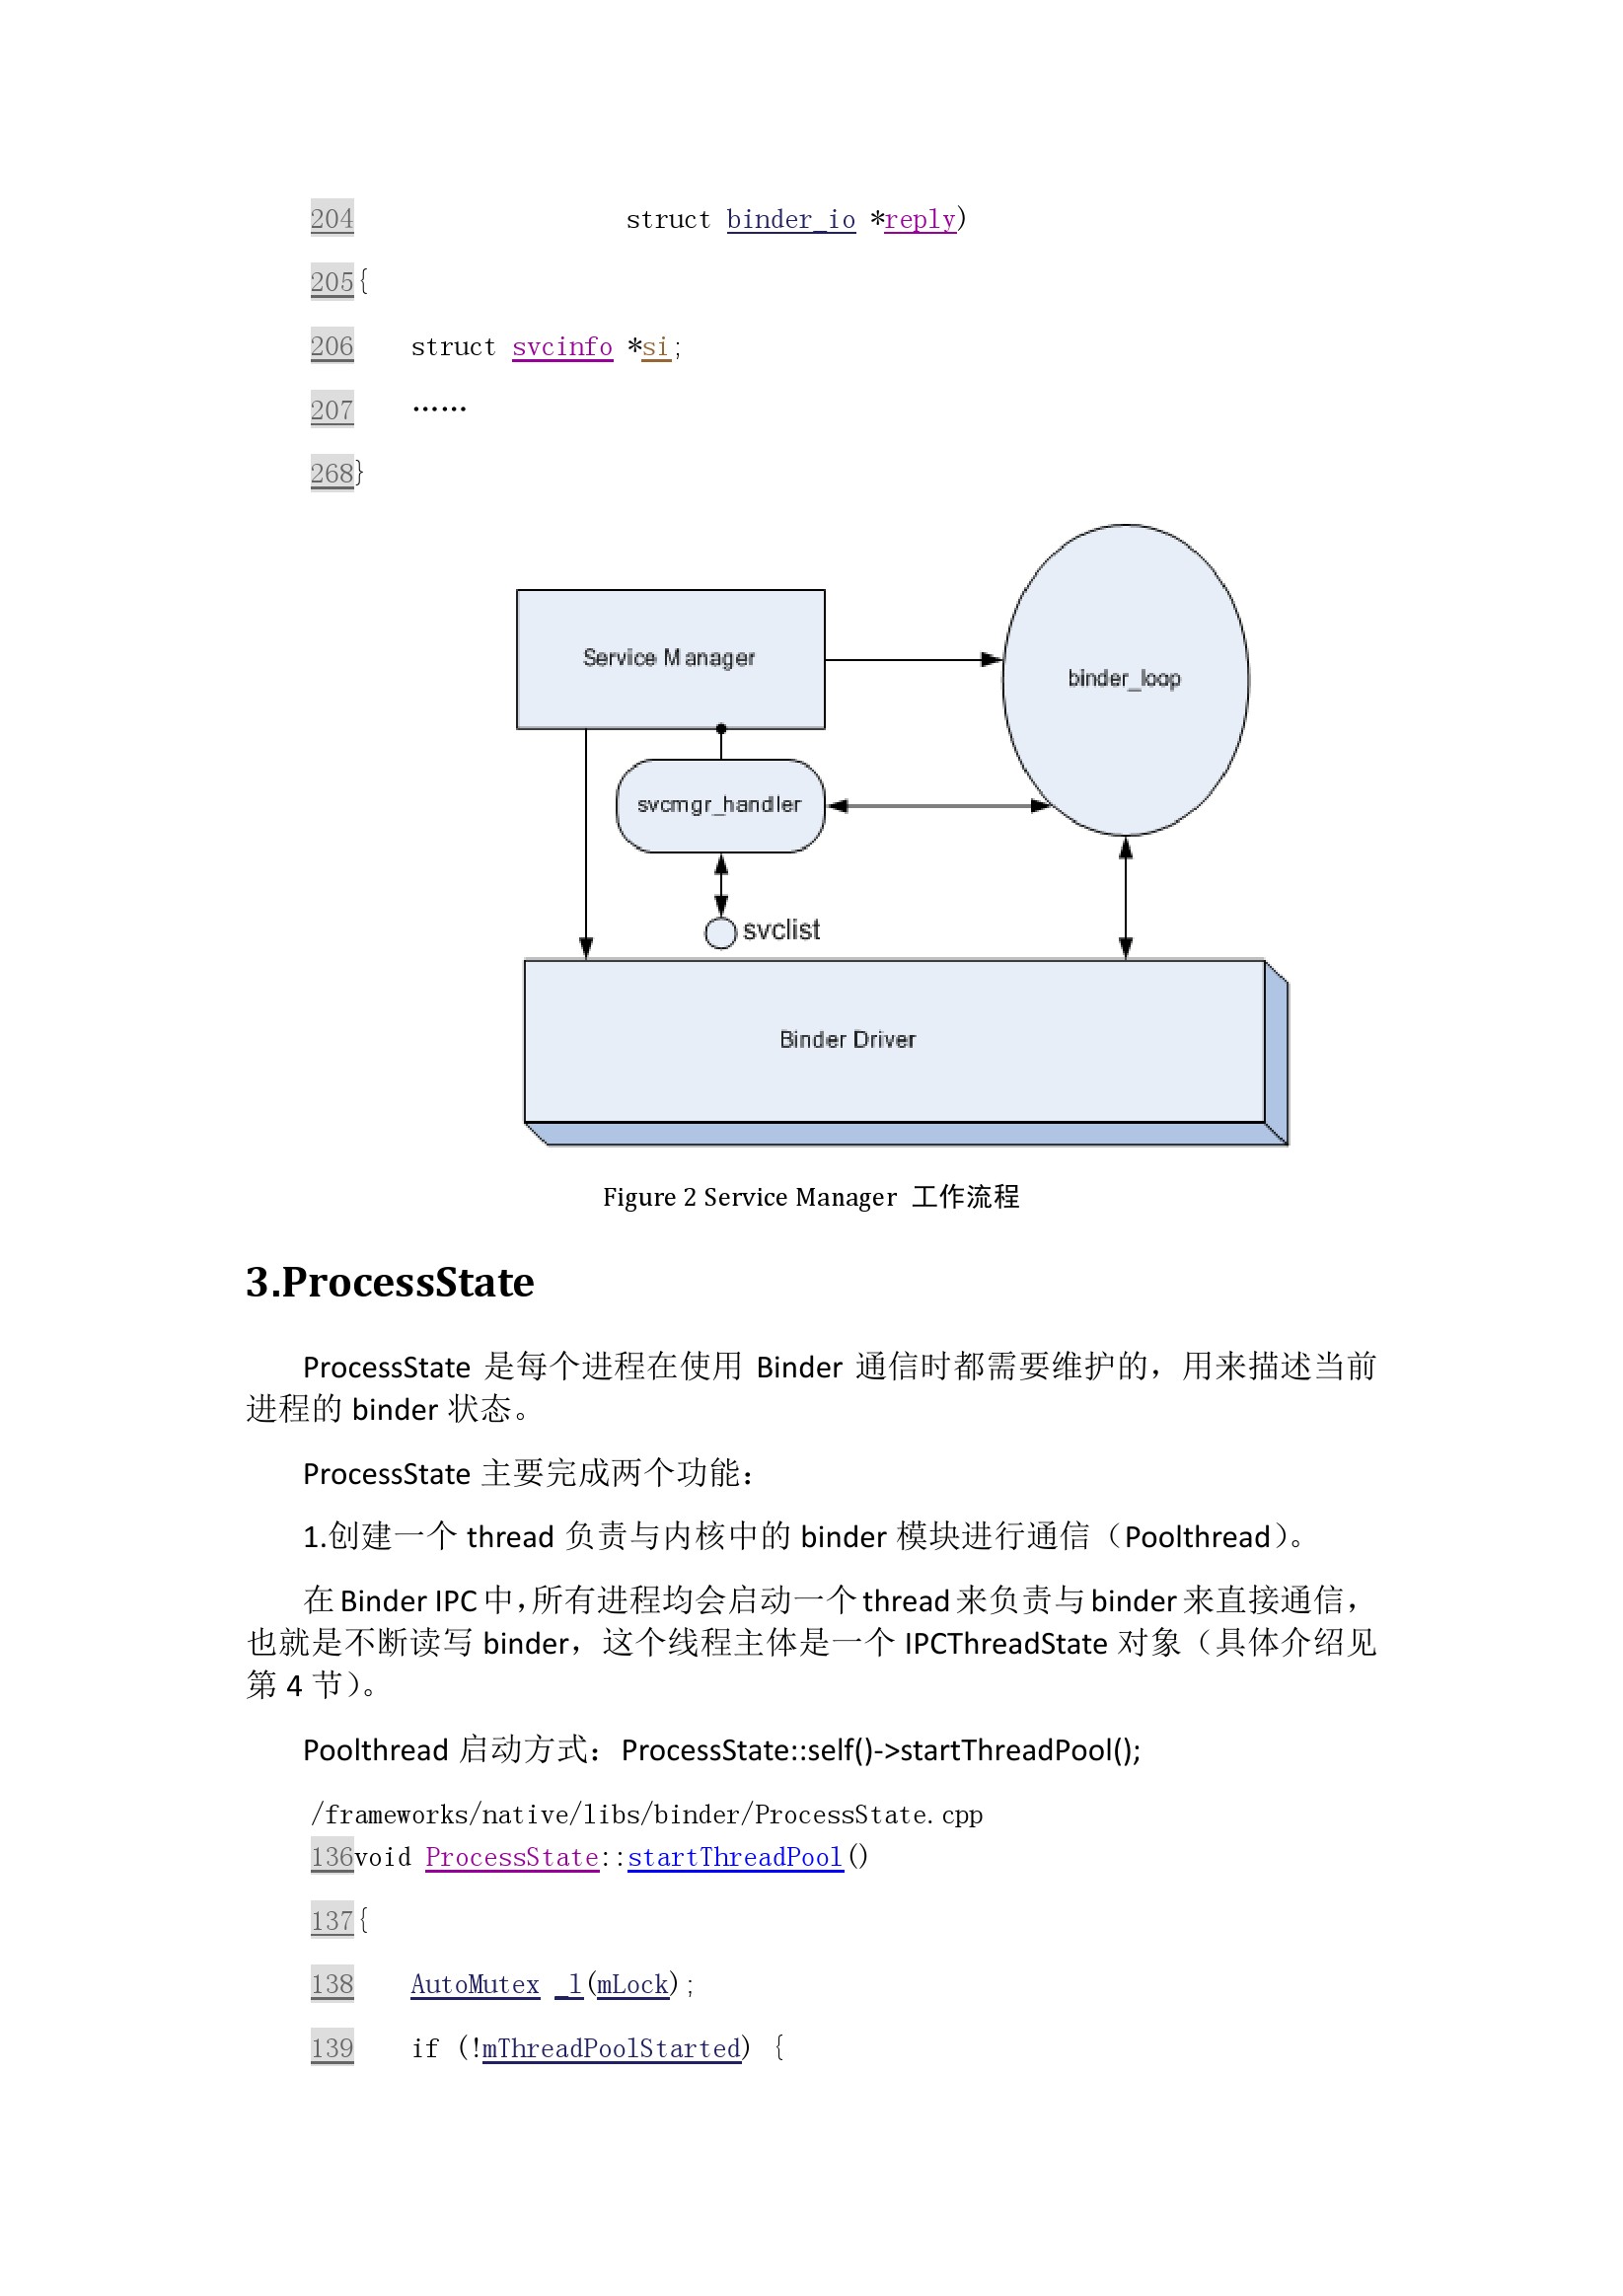 204                   struct binder_io *reply)
205{
206    struct svcinfo *si;
207    ……
268}
Service Manager
binder_loop
svcmgr_handler
svclist
Binder Driver
Figure 2 Service Manager 工作流程
3.ProcessState
ProcessState 是每个进程在使用 Binder 通信时都需要维护的，用来描述当前
进程的 binder 状态。
ProcessState 主要完成两个功能：
1.创建一个 thread 负责与内核中的 binder 模块进行通信（Poolthread）。
在 Binder IPC 中，所有进程均会启动一个 thread 来负责与 binder 来直接通信，
也就是不断读写 binder，这个线程主体是一个 IPCThreadState 对象（具体介绍见
第 4 节）。
Poolthread 启动方式：ProcessState::self()->startThreadPool();
/frameworks/native/libs/binder/ProcessState.cpp
136void ProcessState::startThreadPool()
137{
138    AutoMutex _l(mLock);
139    if (!mThreadPoolStarted) {